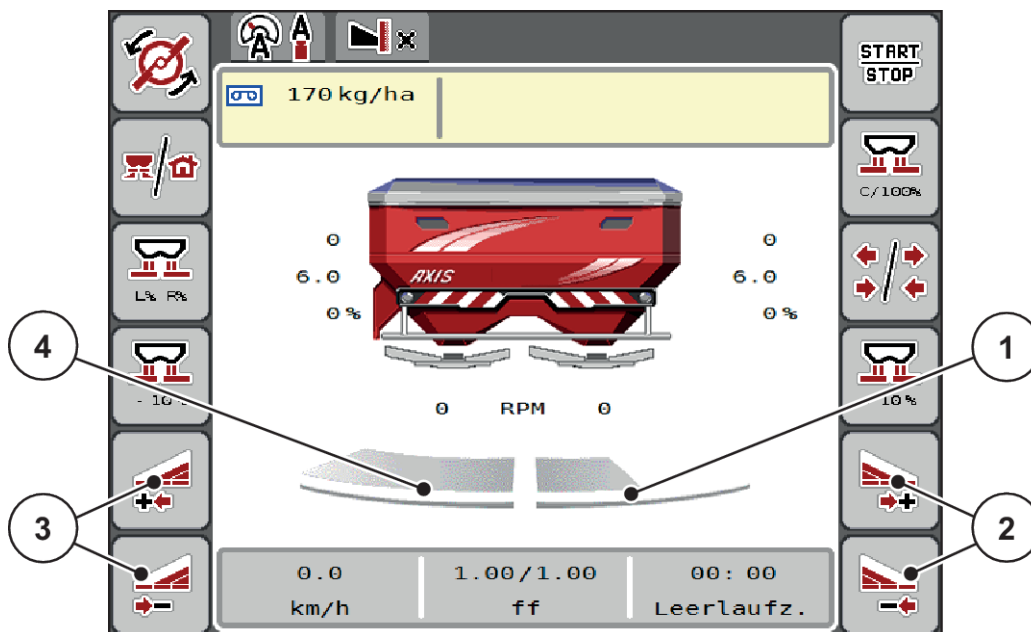 A A x
START
STOP
170 kg/ha
C/100%
0 0
6.0 6.0
AXIS
0 % 0 %
L% R%
4 1
- 10 %
10 %
0 RPM 0
3 2
0.0 1.00/1.00 00: 00
km/h ff Leerlaufz.